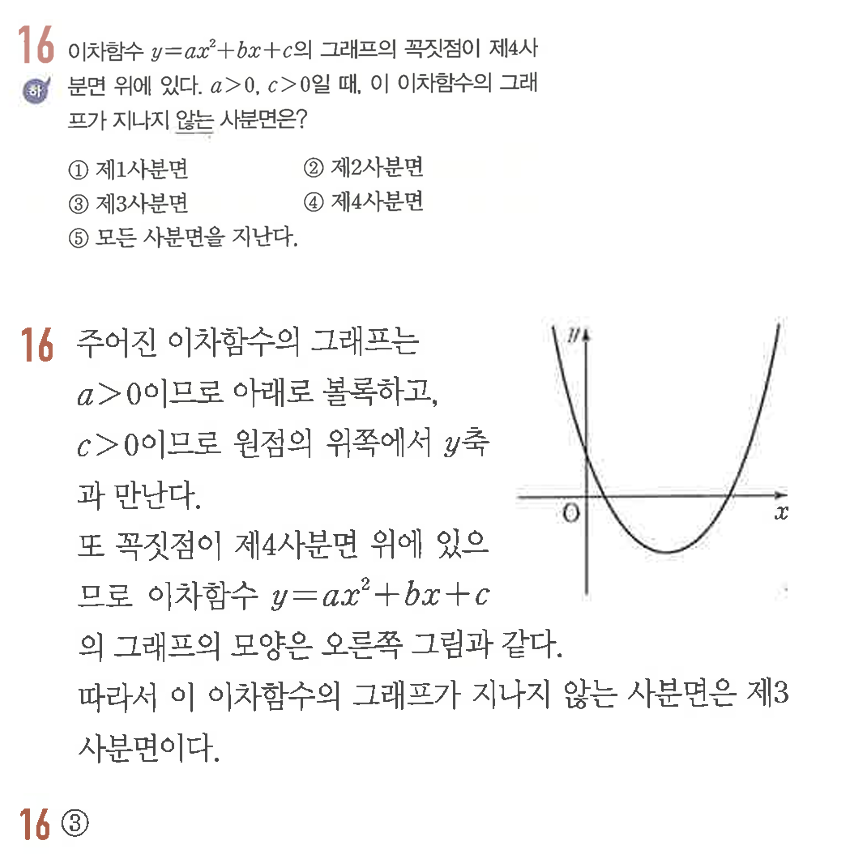 16 이차함수 y=ax²+bx+c의 그래프의 꼭짓점이 제4사
하 분면 위에 있다. a>0, c>0일 때, 이 이차함수의 그래
프가 지나지 않는 사분면은?
① 제1사분면 ② 제2사분면
③ 제3사분면 ④ 제4사분면
⑤ 모든 사분면을 지난다.
16 주어진 이차함수의 그래프는
a>0이므로 아래로 볼록하고,
c>0이므로 원점의 위쪽에서 y축
과 만난다.
또 꼭짓점이 제4사분면 위에 있으
므로 이차함수 y=ax²+bx+c
의 그래프의 모양은 오른쪽 그림과 같다.
따라서 이 이차함수의 그래프가 지나지 않는 사분면은 제3
사분면이다.
y
O
x
16 ③